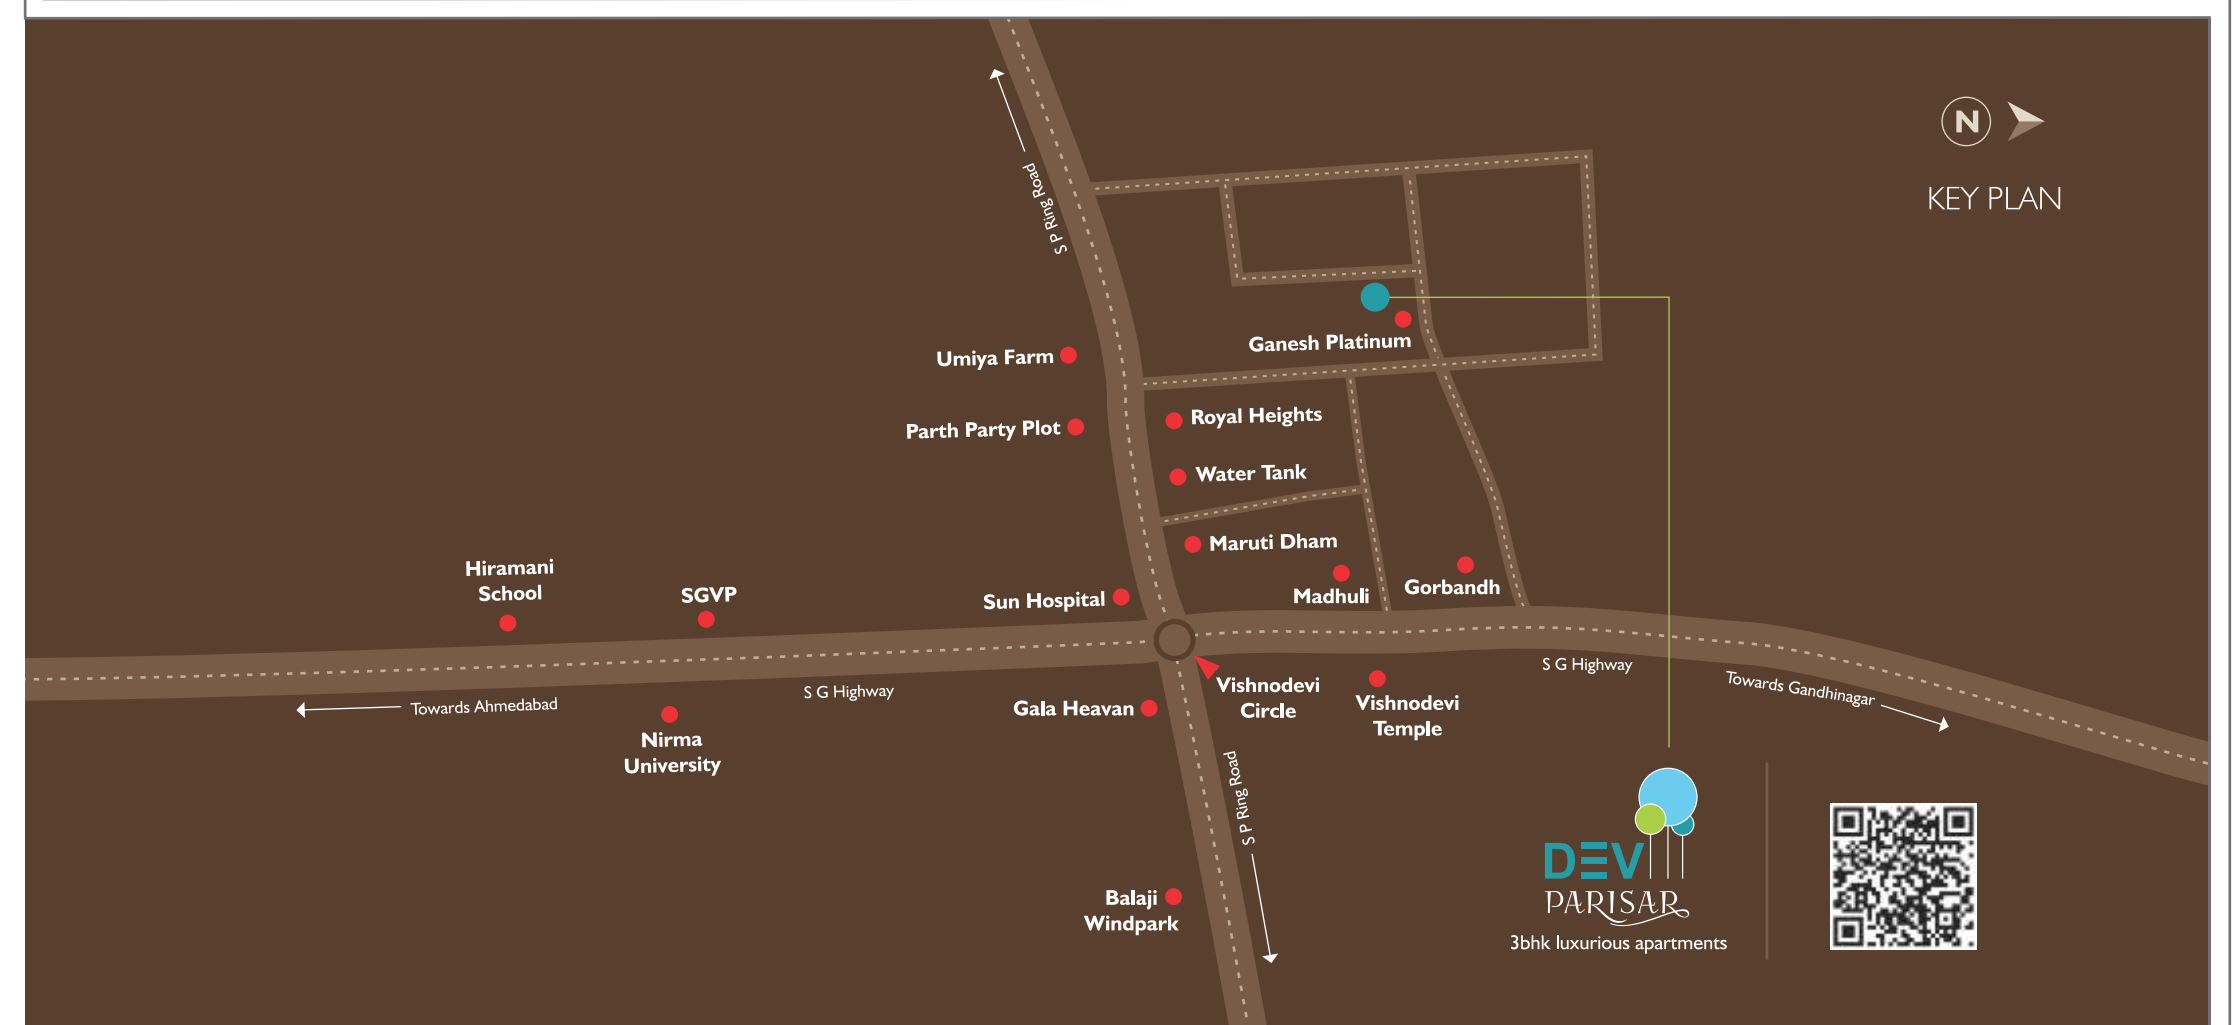 N
KEY PLAN
S P Ring Road
Ganesh Platinum
Umiya Farm
Parth Party Plot
Royal Heights
Water Tank
Maruti Dham
Madhuli
Gorbandh
Hiramani
School
SGVP
Sun Hospital
S G Highway
Towards Ahmedabad
S G Highway
Towards Gandhinagar
Nirma
University
Gala Heavan
Vishnodevi
Circle
Vishnodevi
Temple
S P Ring Road
Balaji
Windpark
DEV
PARISAR
3bhk luxurious apartments